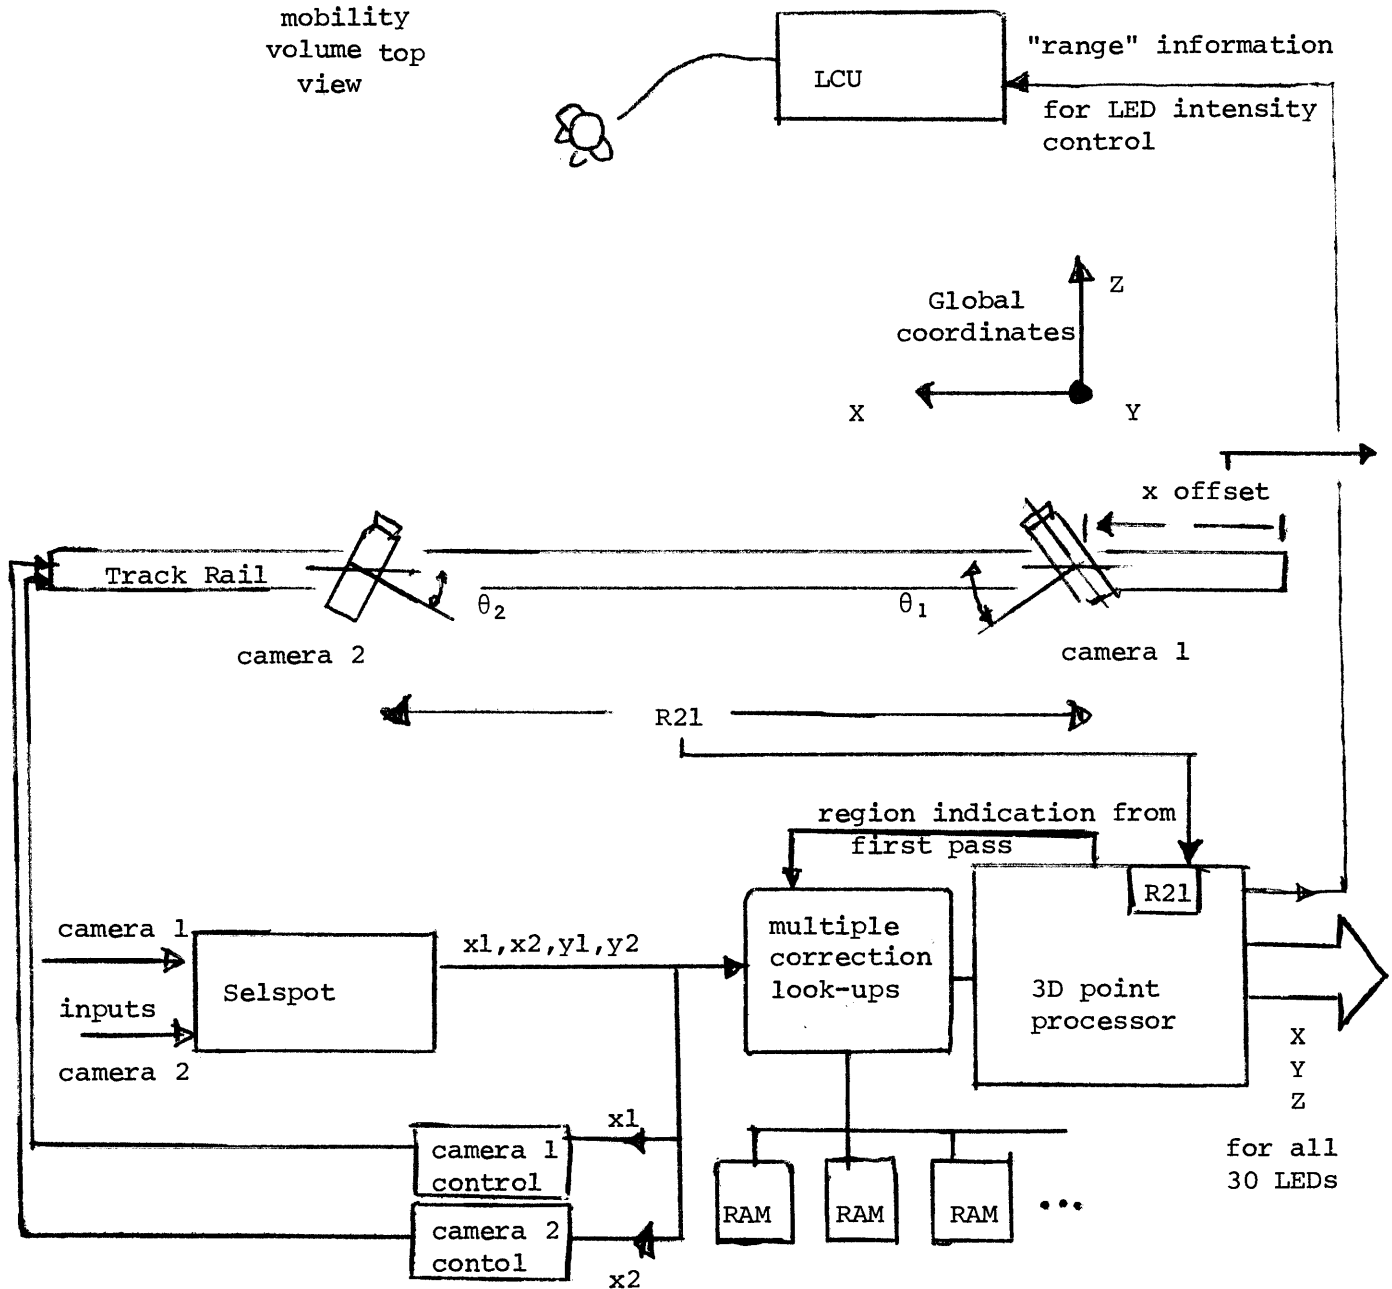 mobility
volume top
view
LCU
"range" information
for LED intensity
control
Z
Global
coordinates
X
Y
x offset
Track Rail
θ2
θ1
camera 2
camera 1
R21
region indication from
first pass
R21
camera 1
inputs
camera 2
Selspot
x1,x2,y1,y2
multiple
correction
look-ups
3D point
processor
X
Y
Z
for all
30 LEDs
x1
camera 1
control
camera 2
contol
x2
RAM
RAM
RAM
...